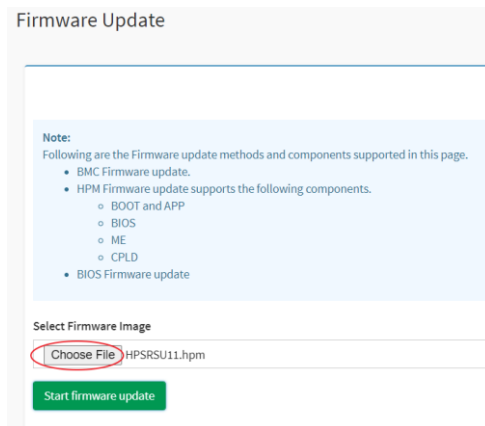 Firmware Update
Note:
Following are the Firmware update methods and components supported in this page.
BMC Firmware update.
HPM Firmware update supports the following components.
BOOT and APP
BIOS
ME
CPLD
BIOS Firmware update
Select Firmware Image
Choose File HPSRSU11.hpm
Start firmware update